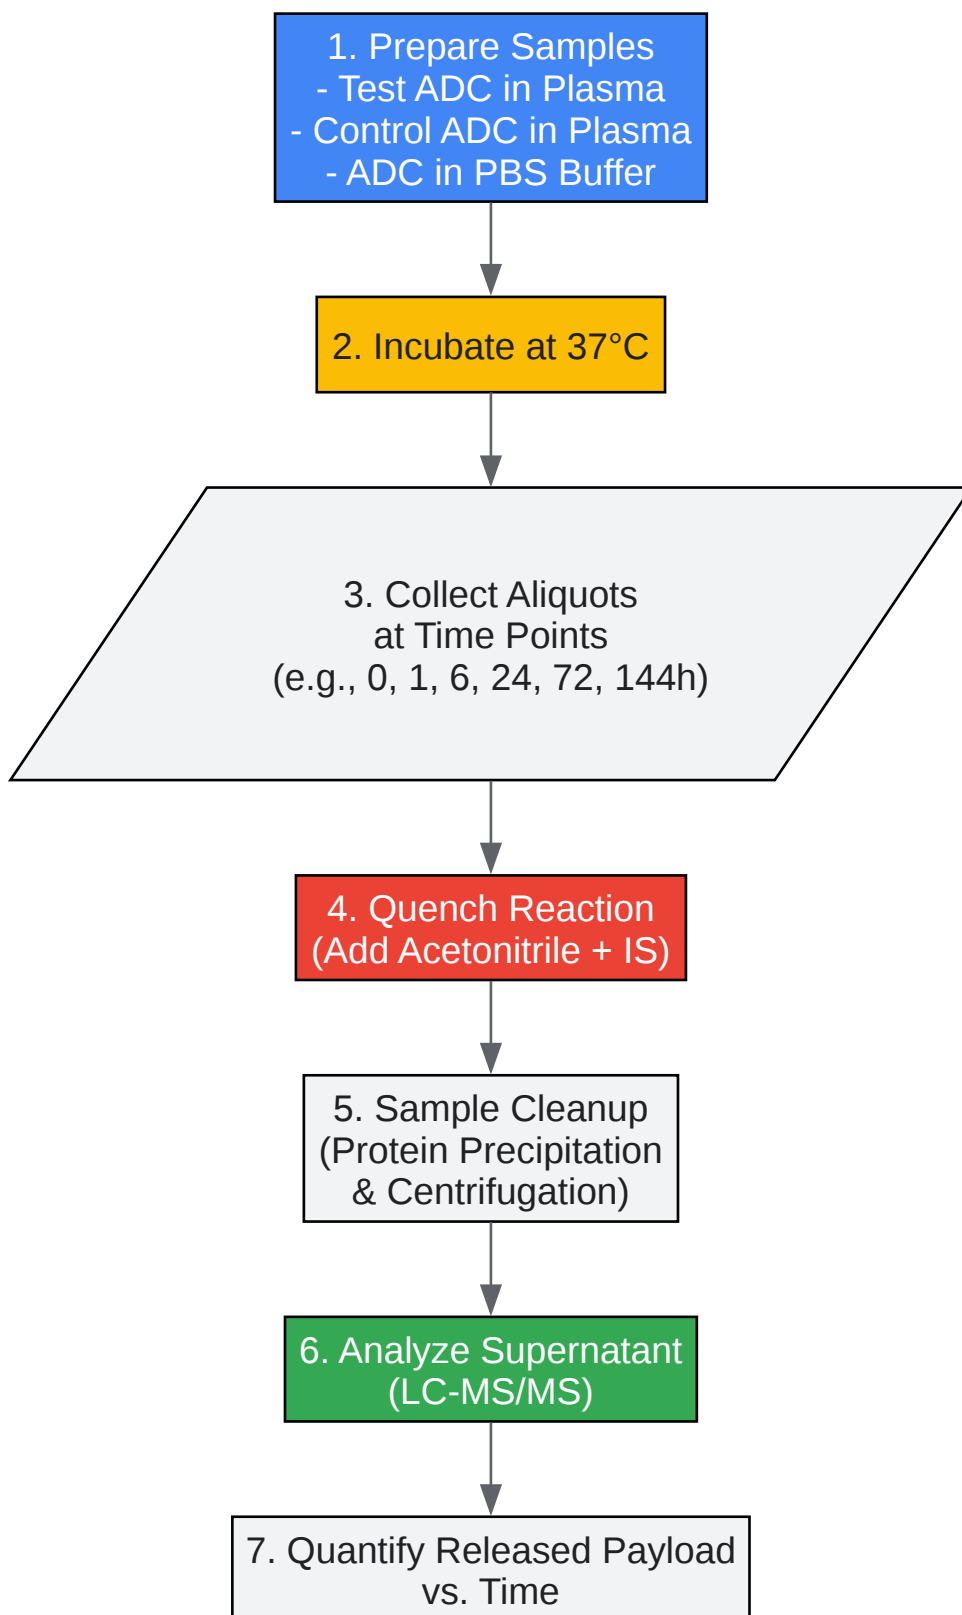 1. Prepare Samples
- Test ADC in Plasma
- Control ADC in Plasma
- ADC in PBS Buffer
2. Incubate at 37°C
3. Collect Aliquots
at Time Points
(e.g., 0, 1, 6, 24, 72, 144h)
4. Quench Reaction
(Add Acetonitrile + IS)
5. Sample Cleanup
(Protein Precipitation
& Centrifugation)
6. Analyze Supernatant
(LC-MS/MS)
7. Quantify Released Payload
vs. Time